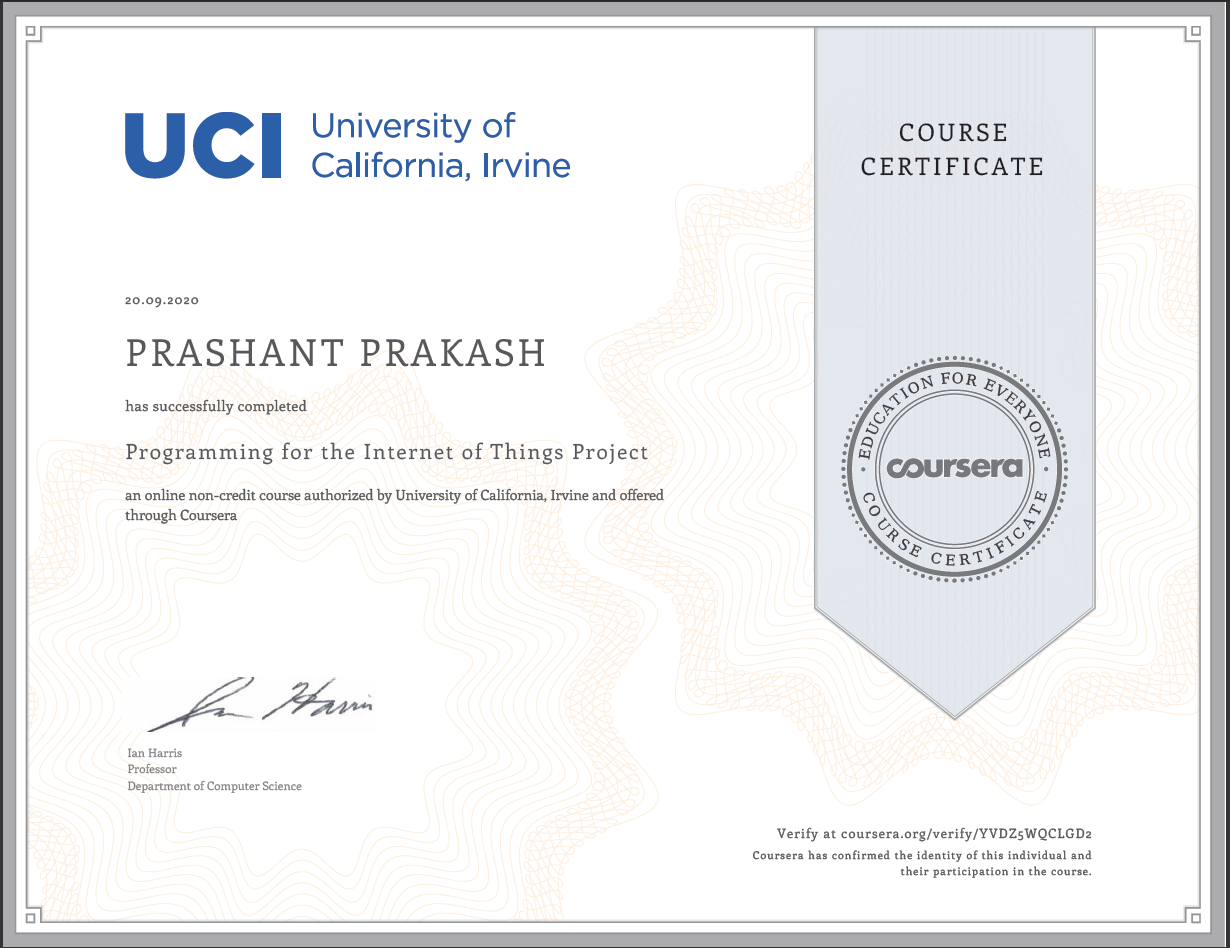 UCI University of
California, Irvine
COURSE
CERTIFICATE
20.09.2020
PRASHANT PRAKASH
has successfully completed
Programming for the Internet of Things Project
an online non-credit course authorized by University of California, Irvine and offered
through Coursera
EDUCATION FOR EVERYONE
coursera
COURSE CERTIFICATE
Ian Harris
Ian Harris
Professor
Department of Computer Science
Verify at coursera.org/verify/YVDZ5WQCLGD2
Coursera has confirmed the identity of this individual and
their participation in the course.